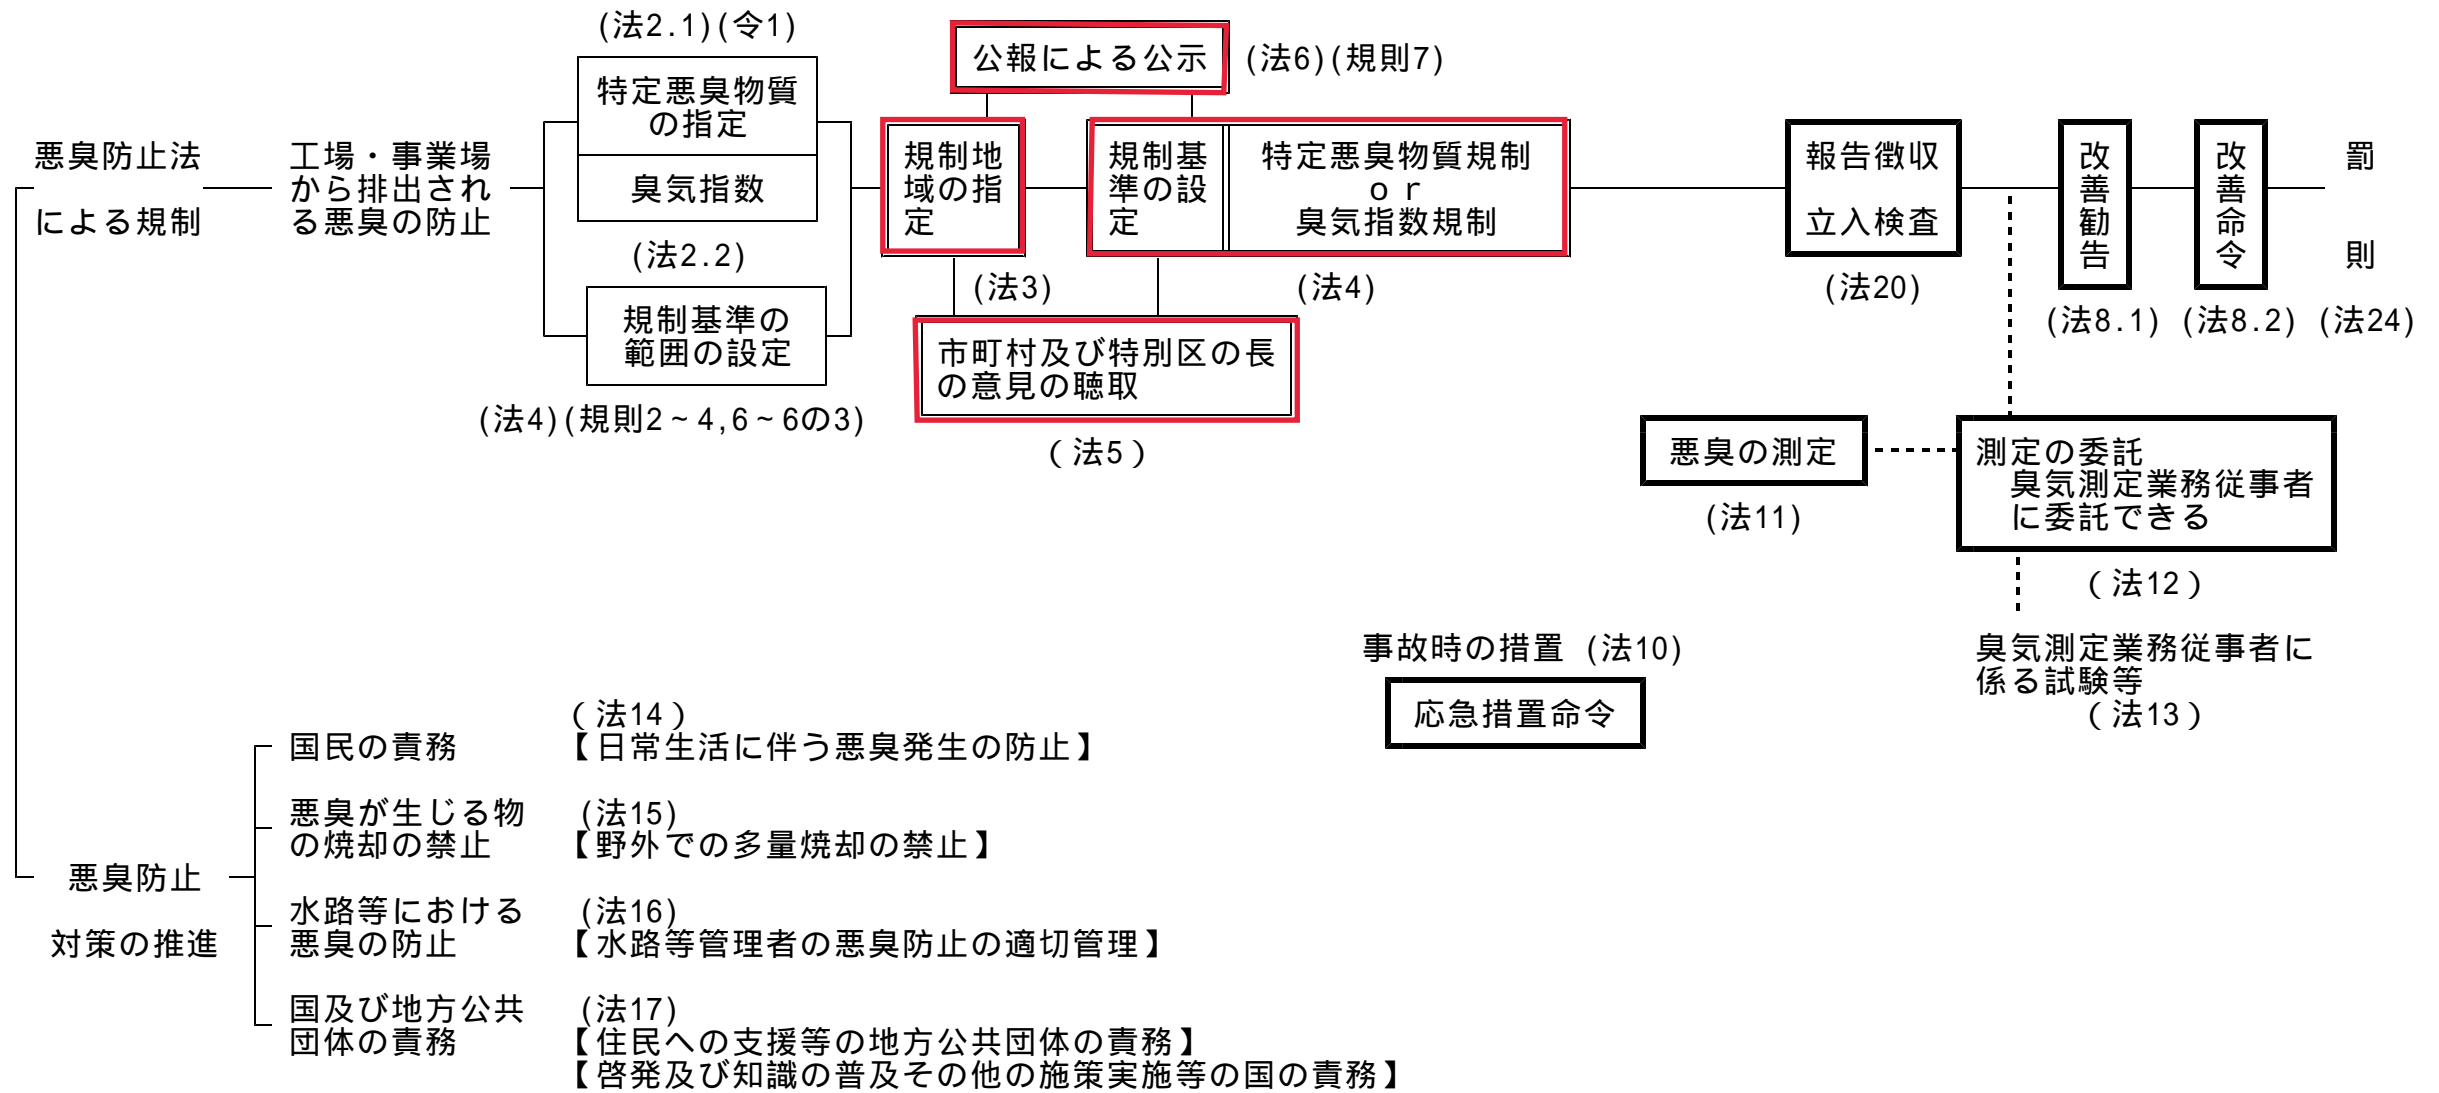 (法2.1)(令1)
特定悪臭物質
の指定
臭気指数
(法2.2)
規制基準の
範囲の設定
(法4)(規則2～4,6～6の3)
悪臭防止法
による規制
工場・事業場
から排出され
る悪臭の防止
公報による公示
(法6)(規則7)
規制地
域の指
定
(法3)
規制基
準の設
定
特定悪臭物質規制
ｏｒ
臭気指数規制
(法4)
市町村及び特別区の長
の意見の聴取
（法5）
報告徴収
立入検査
(法20)
改善勧告
(法8.1)
改善命令
(法8.2)
罰則
(法24)
悪臭の測定
(法11)
測定の委託
臭気測定業務従事者
に委託できる
（法12）
臭気測定業務従事者に
係る試験等
（法13）
事故時の措置 (法10)
応急措置命令
悪臭防止
対策の推進
国民の責務
（法14）
【日常生活に伴う悪臭発生の防止】
悪臭が生じる物
の焼却の禁止
(法15)
【野外での多量焼却の禁止】
水路等における
悪臭の防止
(法16)
【水路等管理者の悪臭防止の適切管理】
国及び地方公共
団体の責務
(法17)
【住民への支援等の地方公共団体の責務】
【啓発及び知識の普及その他の施策実施等の国の責務】